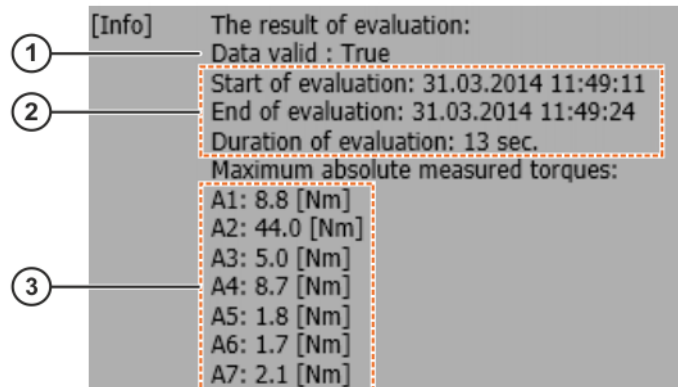 [Info] The result of evaluation:
1 Data valid : True
Start of evaluation: 31.03.2014 11:49:11
2 End of evaluation: 31.03.2014 11:49:24
Duration of evaluation: 13 sec.
Maximum absolute measured torques:
A1: 8.8 [Nm]
A2: 44.0 [Nm]
A3: 5.0 [Nm]
3 A4: 8.7 [Nm]
A5: 1.8 [Nm]
A6: 1.7 [Nm]
A7: 2.1 [Nm]